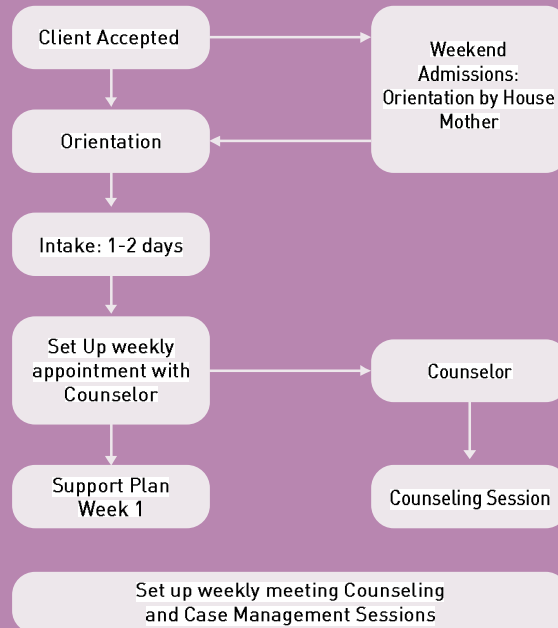 Client Accepted
Weekend
Admissions:
Orientation by House
Mother
Orientation
Intake: 1-2 days
Set Up weekly
appointment with
Counselor
Counselor
Support Plan
Week 1
Counseling Session
Set up weekly meeting Counseling
and Case Management Sessions